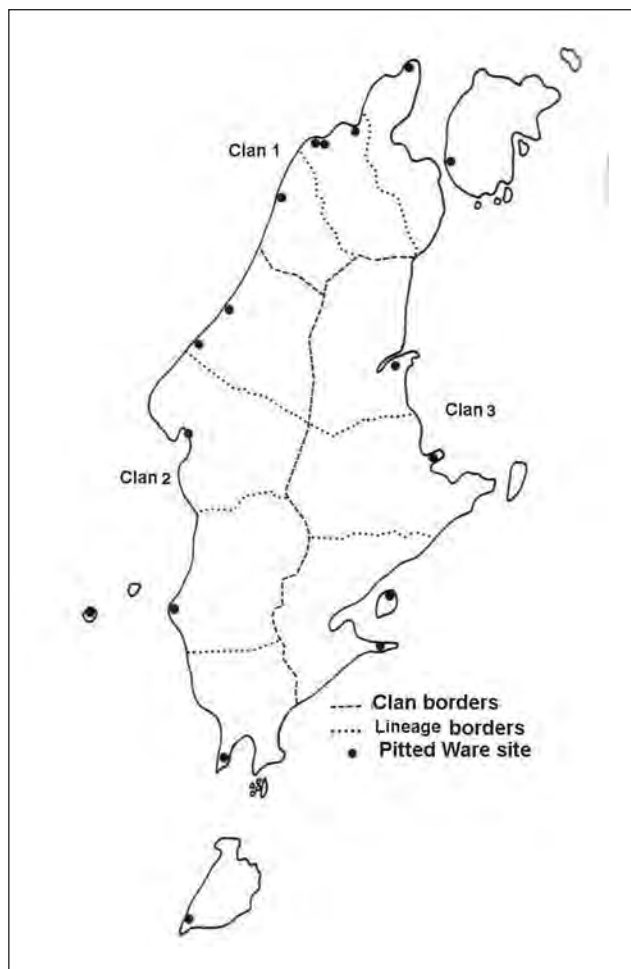 Clan 1
Clan 3
Clan 2
Clan borders
Lineage borders
Pitted Ware site